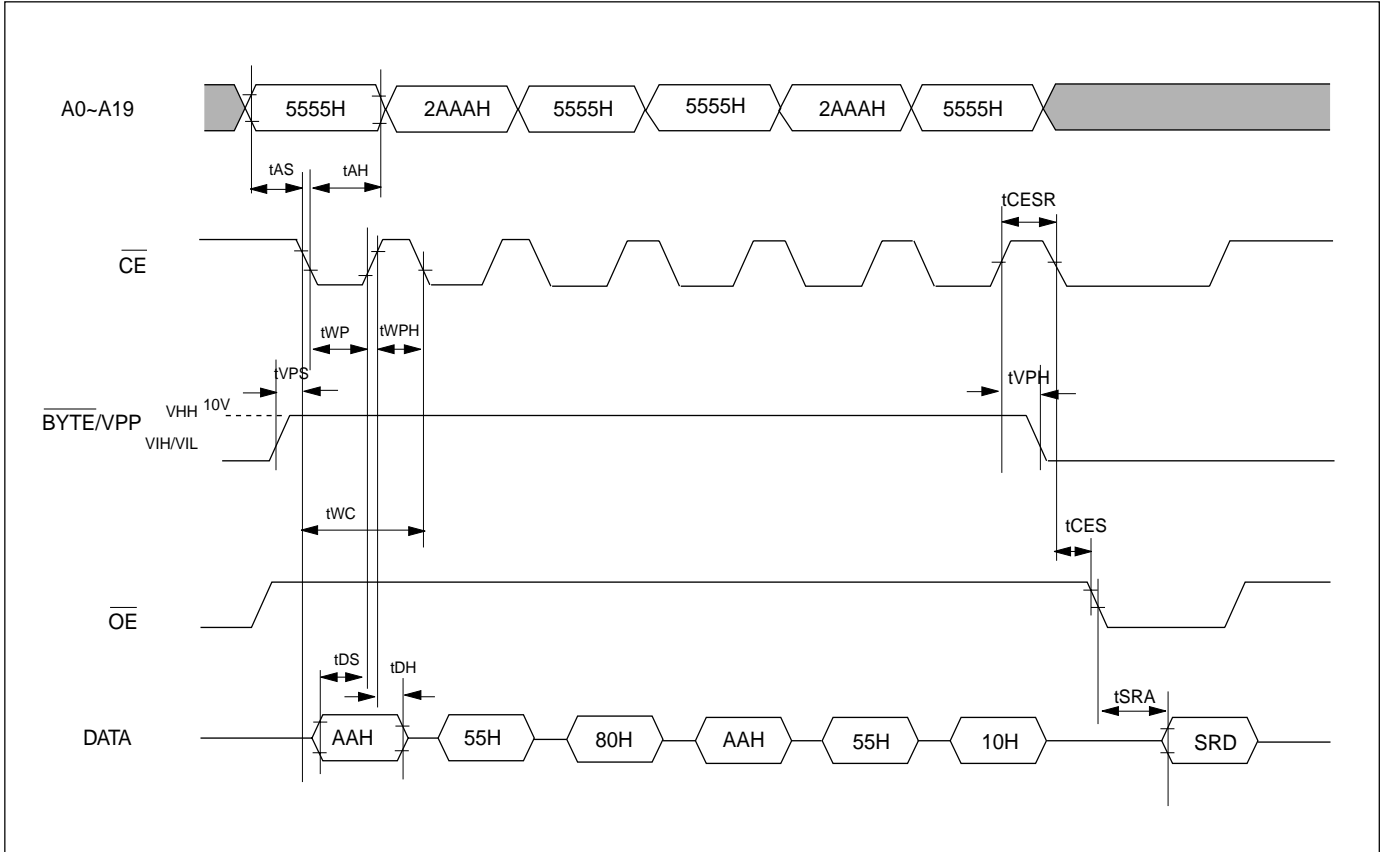 A0~A19
5555H 2AAAH 5555H 5555H 2AAAH 5555H
tAS tAH
tCESR
CE
tWP tWPH
tVPS
tVPH
BYTE/VPP VHH 10V
VIH/VIL
tWC
tCES
OE
tDS tDH
tSRA
DATA AAH 55H 80H AAH 55H 10H SRD